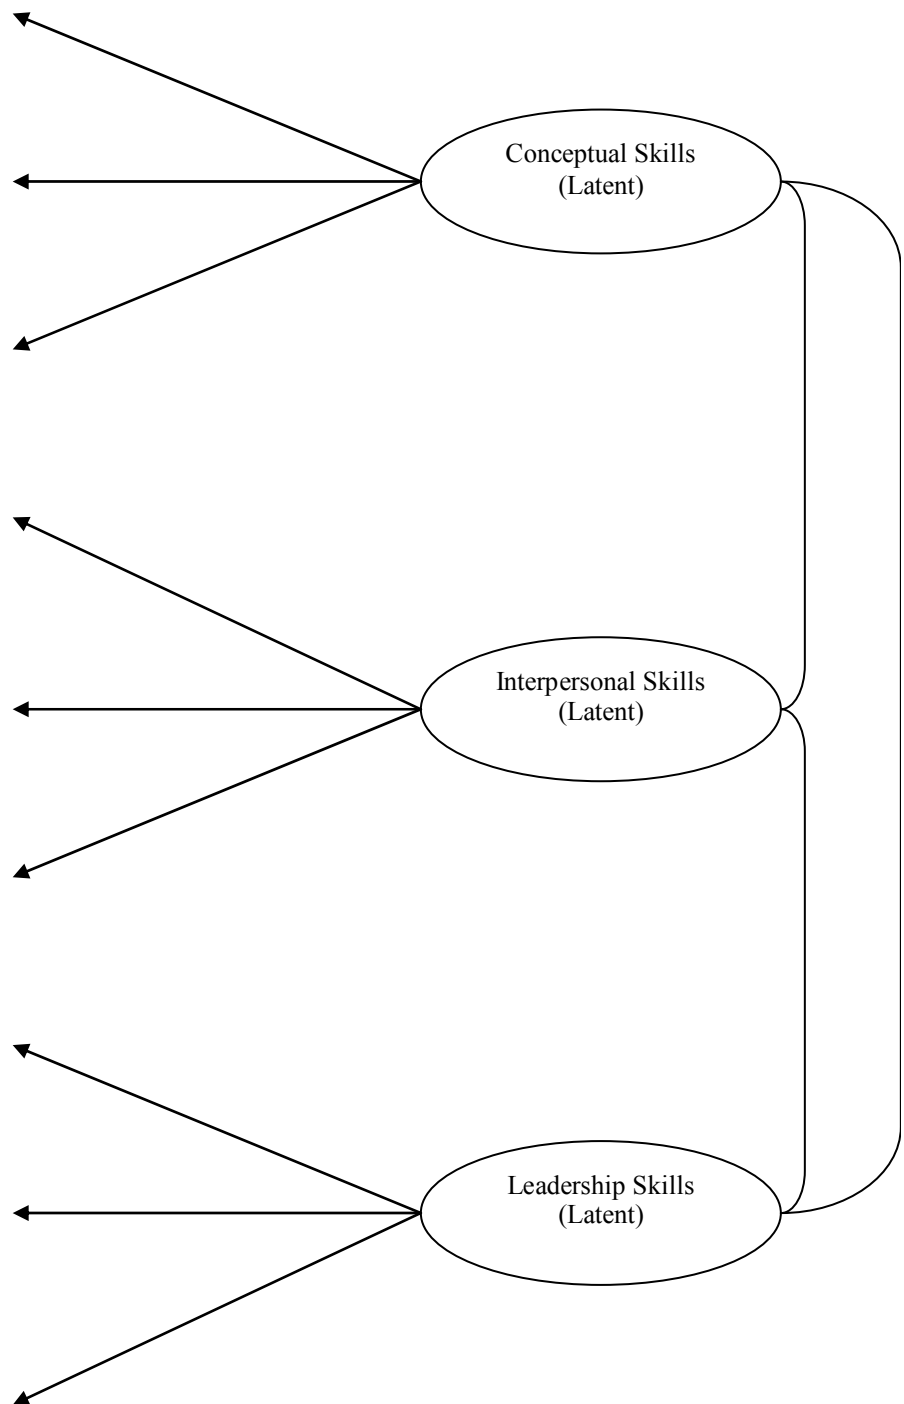 Conceptual Skills
(Latent)
Interpersonal Skills
(Latent)
Leadership Skills
(Latent)